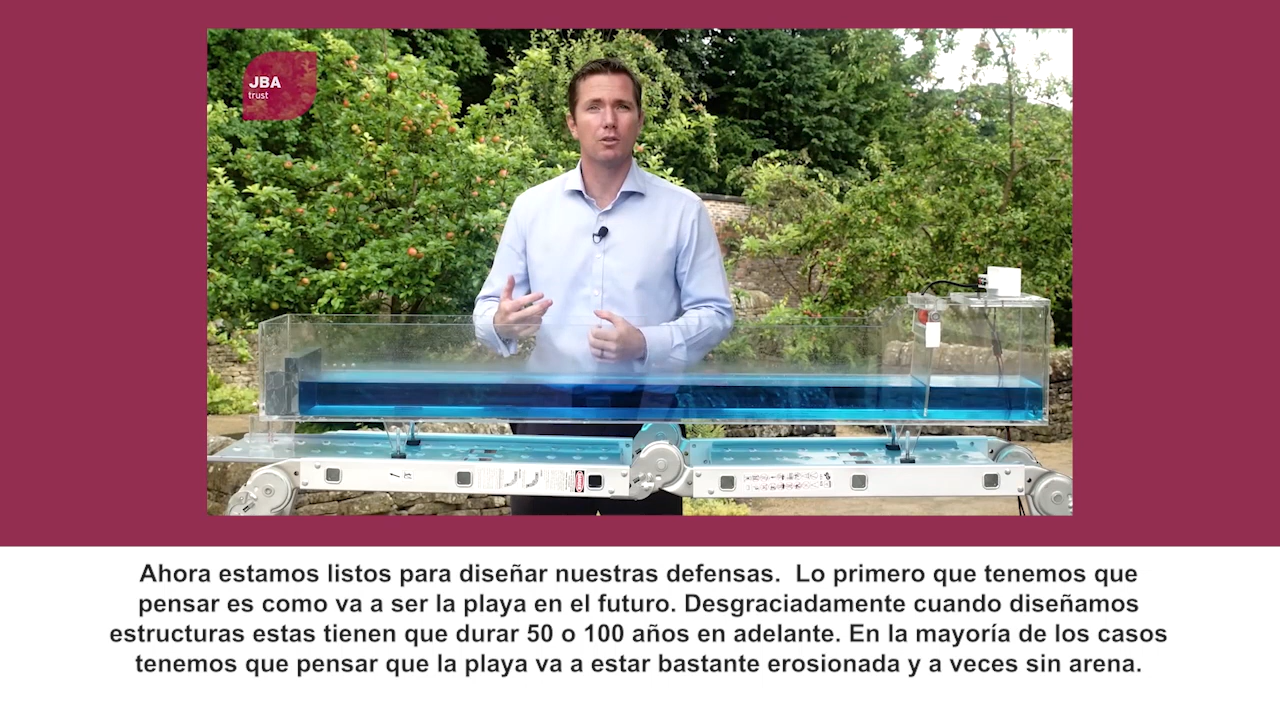 JBA
trust
Ahora estamos listos para diseñar nuestras defensas.  Lo primero que tenemos que
pensar es como va a ser la playa en el futuro. Desgraciadamente cuando diseñamos
estructuras estas tienen que durar 50 o 100 años en adelante. En la mayoría de los casos
tenemos que pensar que la playa va a estar bastante erosionada y a veces sin arena.